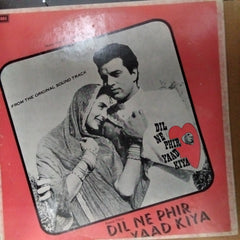 FROM THE ORIGINAL SOUND TRACK
DIL
NE PHIR
YAAD
KIYA
DIL NE PHIR
YAAD KIYA